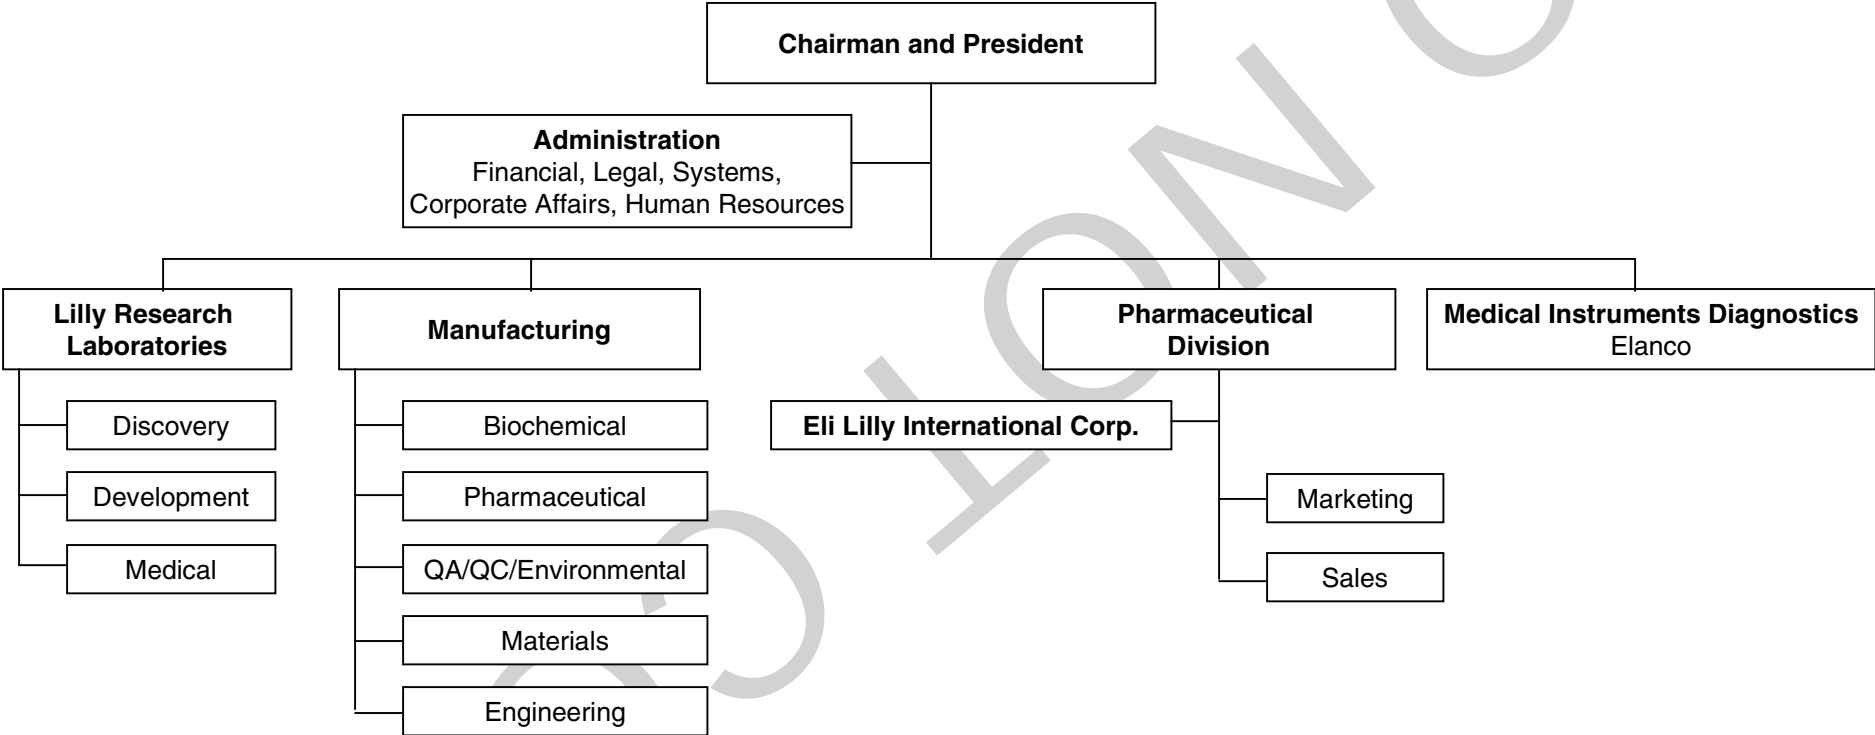 Chairman and President
Administration
Financial, Legal, Systems,
Corporate Affairs, Human Resources
Lilly Research
Laboratories
Discovery
Development
Medical
Manufacturing
Biochemical
Pharmaceutical
QA/QC/Environmental
Materials
Engineering
Pharmaceutical
Division
Eli Lilly International Corp.
Marketing
Sales
Medical Instruments Diagnostics
Elanco
NOT